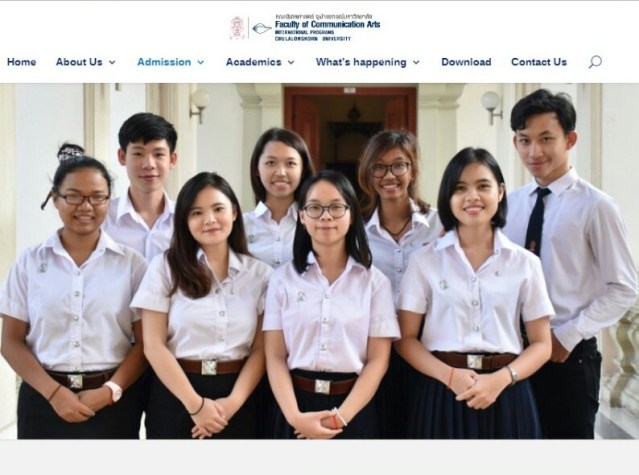 คณะนิเทศศาสตร์ จุฬาลงกรณ์มหาวิทยาลัย
Faculty of Communication Arts
INTERNATIONAL PROGRAMS
CHULALONGKORN UNIVERSITY
Home About Us Admission Academics What's happening Download Contact Us